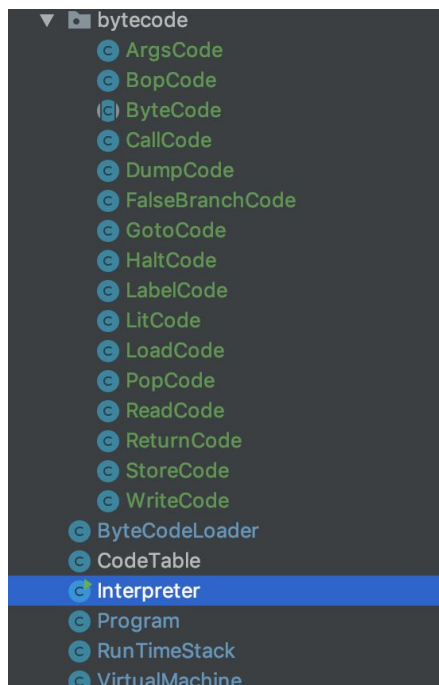 bytecode
ArgsCode
BopCode
ByteCode
CallCode
DumpCode
FalseBranchCode
GotoCode
HaltCode
LabelCode
LitCode
LoadCode
PopCode
ReadCode
ReturnCode
StoreCode
WriteCode
ByteCodeLoader
CodeTable
Interpreter
Program
RunTimeStack
VirtualMachine